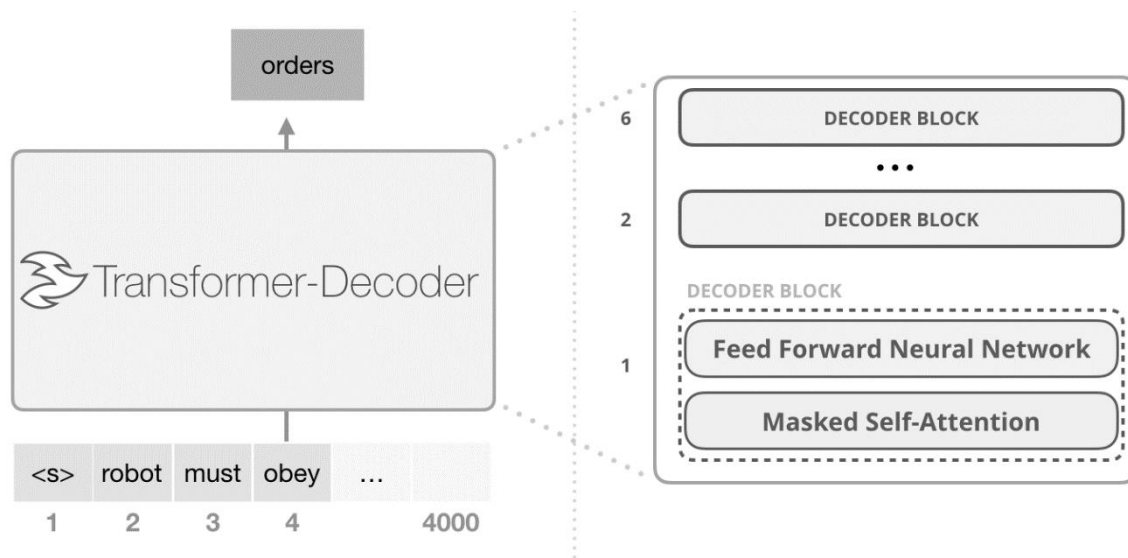 orders
Transformer-Decoder
<s> robot must obey ...
1 2 3 4 4000
6 DECODER BLOCK
...
2 DECODER BLOCK
DECODER BLOCK
1
Feed Forward Neural Network
Masked Self-Attention